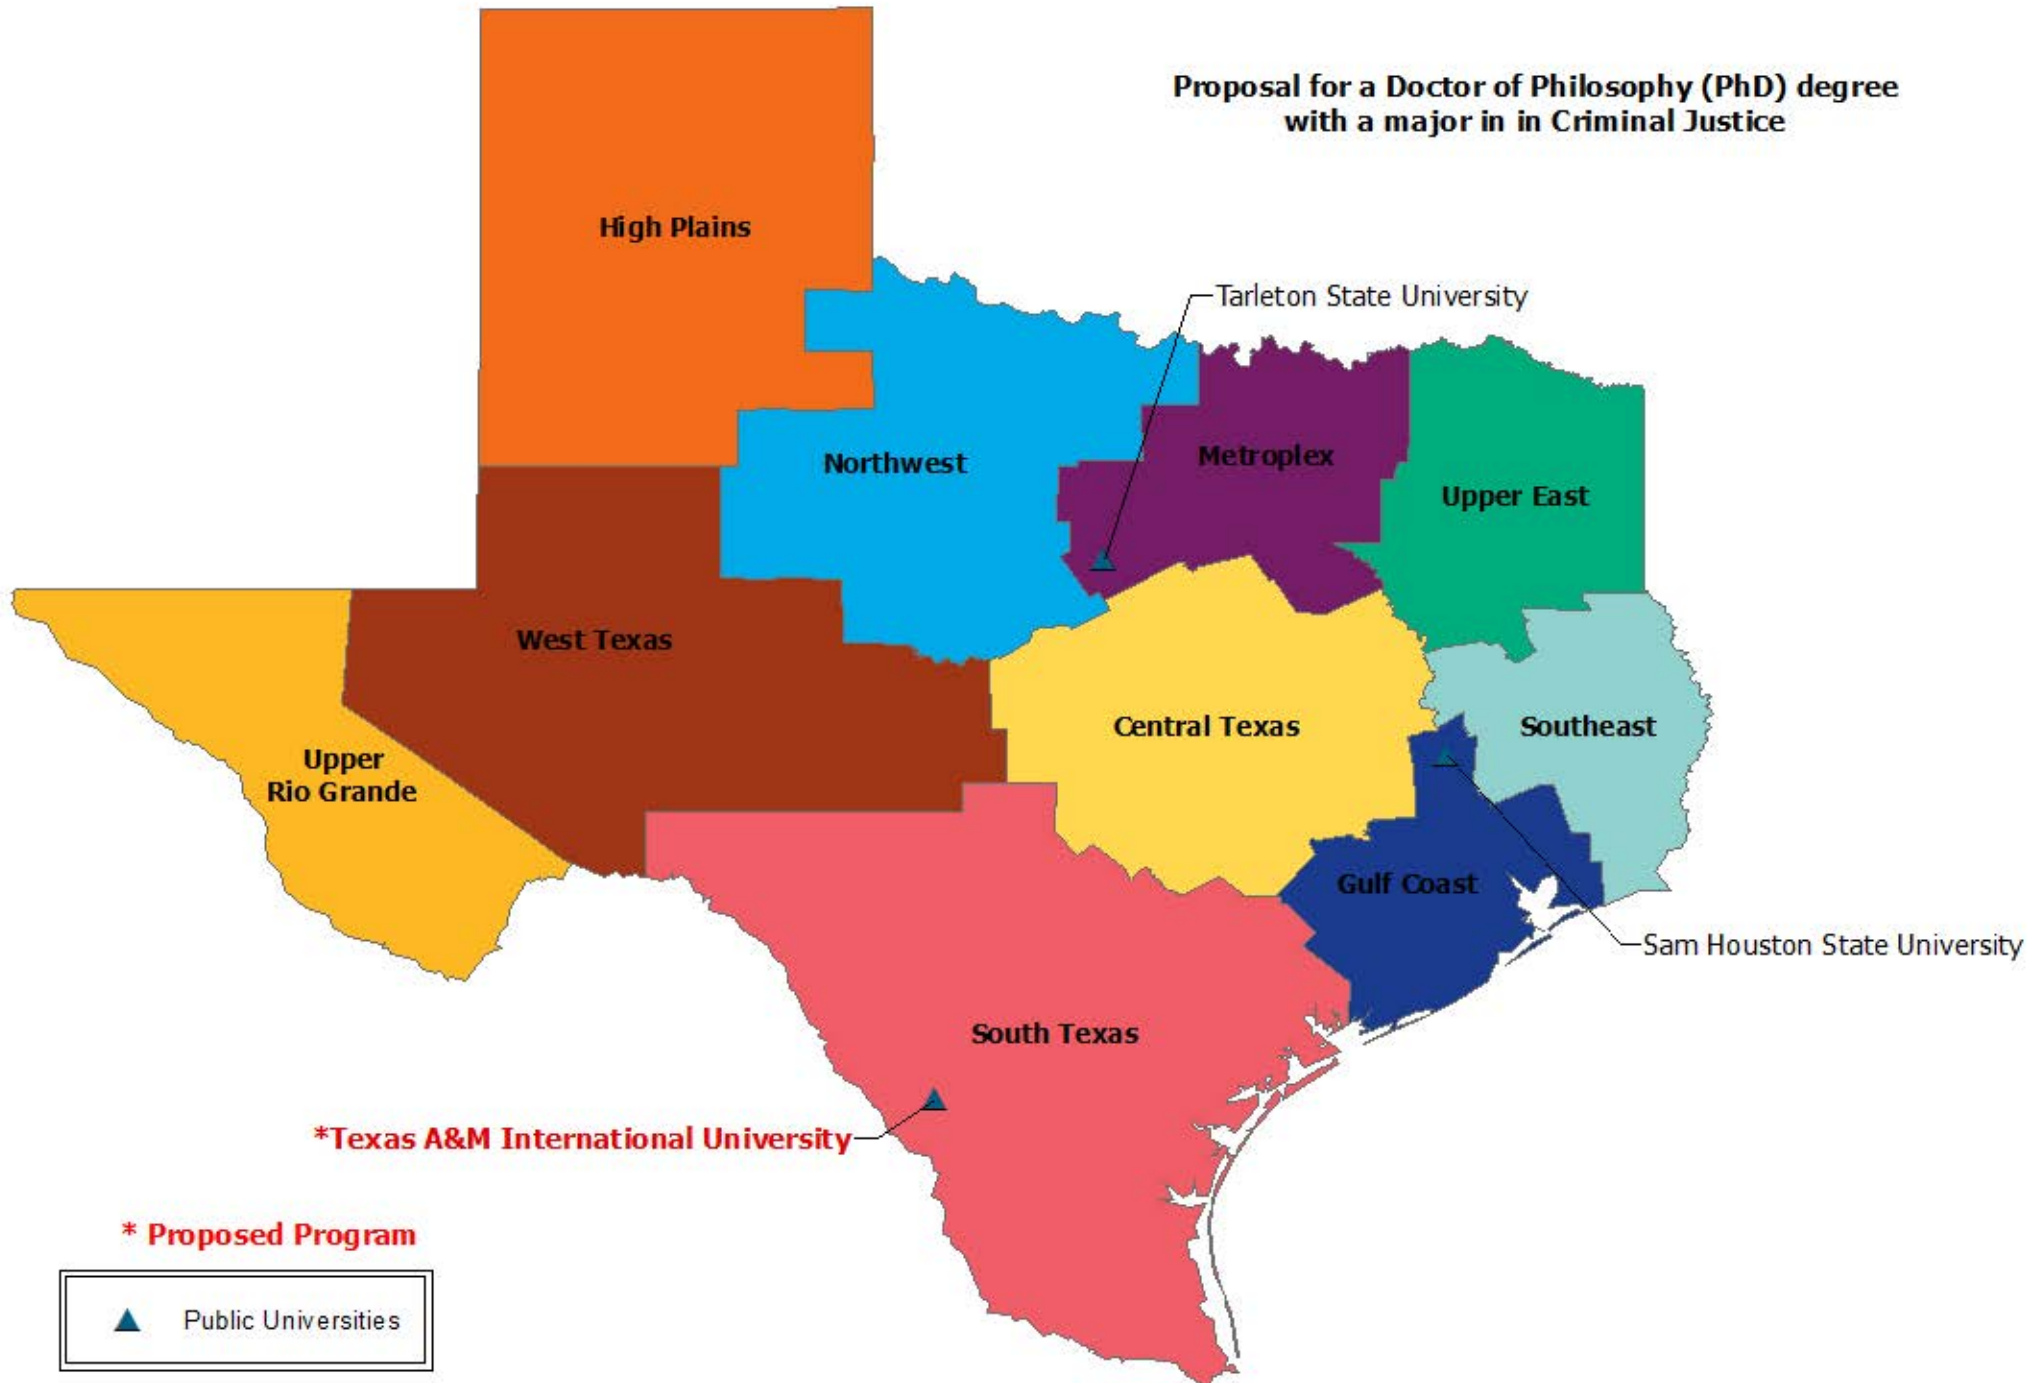 Proposal for a Doctor of Philosophy (PhD) degree
with a major in in Criminal Justice
High Plains
Tarleton State University
Northwest
Metroplex
Upper East
West Texas
Central Texas
Southeast
Upper
Rio Grande
Gulf Coast
Sam Houston State University
South Texas
*Texas A&M International University
* Proposed Program
Public Universities